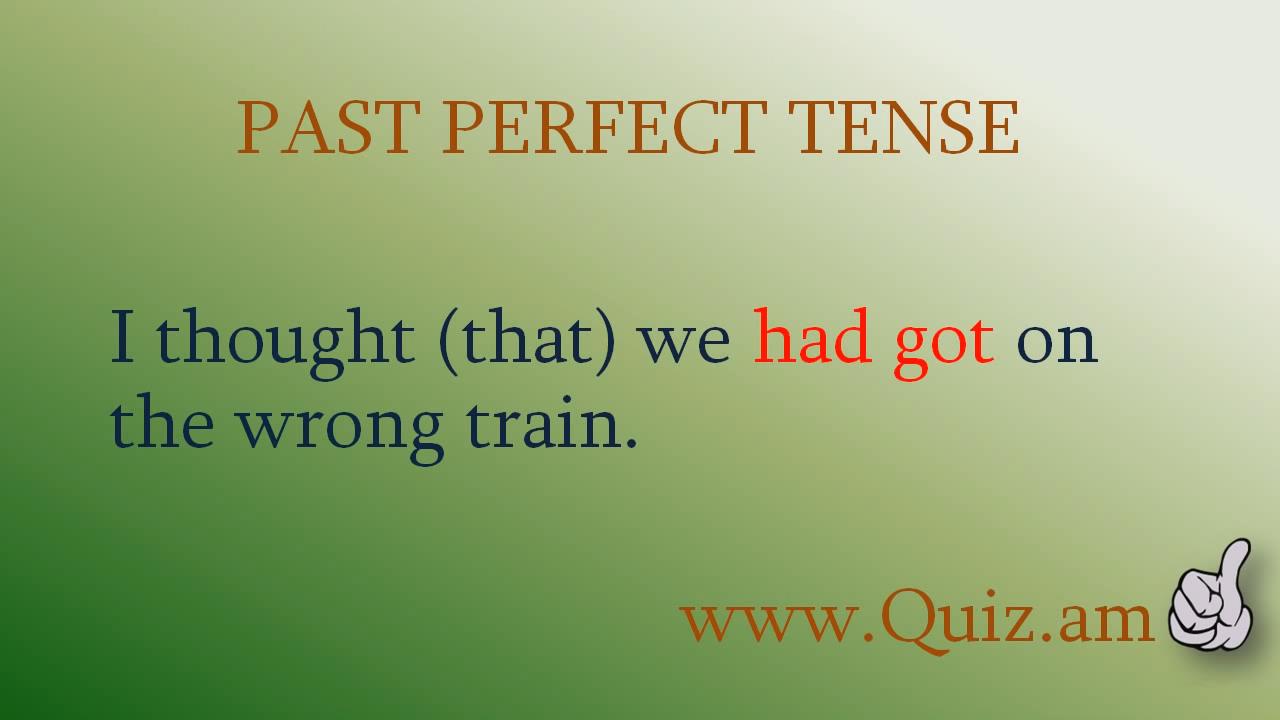 PAST PERFECT TENSE
I thought (that) we had got on
the wrong train.
www.Quiz.am